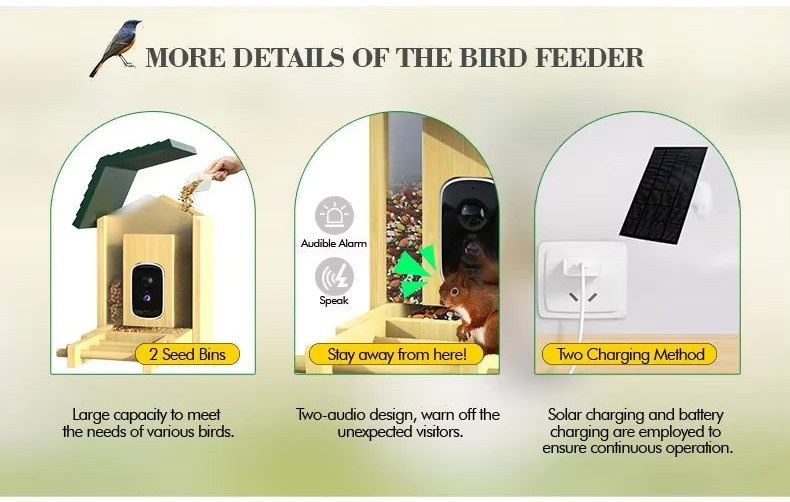 MORE DETAILS OF THE BIRD FEEDER
2 Seed Bins
Large capacity to meet
the needs of various birds.
Audible Alarm
Speak
Stay away from here!
Two-audio design, warn off the
unexpected visitors.
Two Charging Method
Solar charging and battery
charging are employed to
ensure continuous operation.